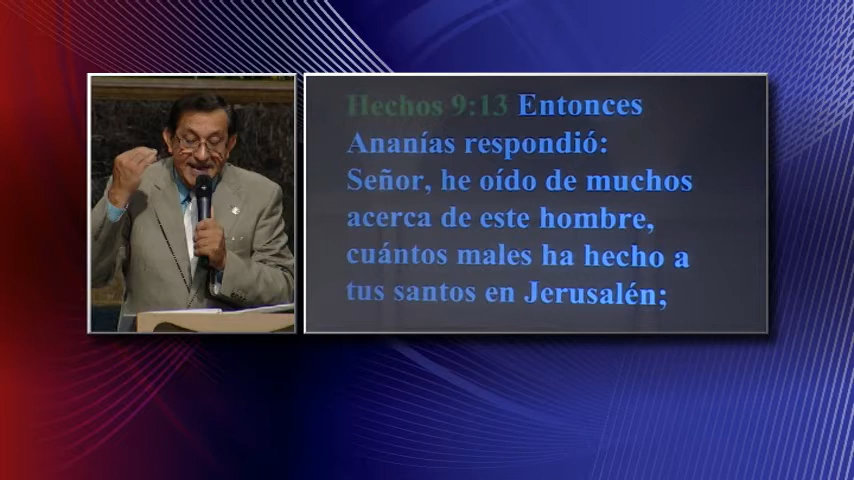 Hechos 9:13 Entonces
Ananías respondió:
Señor, he oído de muchos
acerca de este hombre,
cuántos males ha hecho a
tus santos en Jerusalén;